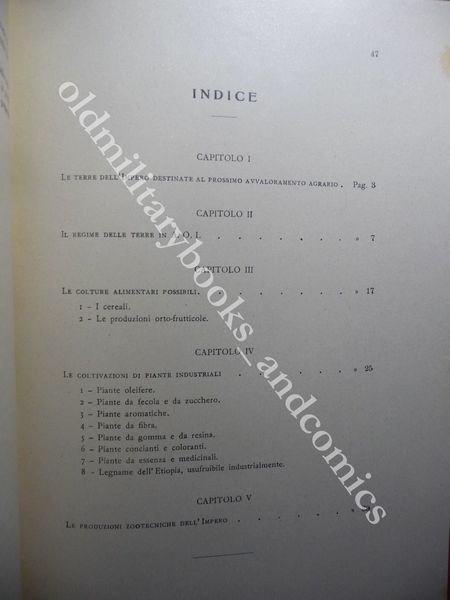 47
INDICE
CAPITOLO I
LE TERRE DELL'IMPERO DESTINATE AL PROSSIMO AVVALORAMENTO AGRARIO . Pag. 3
CAPITOLO II
IL REGIME DELLE TERRE IN A. O. I. . . . . . . . » 7
CAPITOLO III
LE COLTURE ALIMENTARI POSSIBILI . . . . . . . » 17
1 - I cereali.
2 - Le produzioni orto-frutticole.
CAPITOLO IV
LE COLTIVAZIONI DI PIANTE INDUSTRIALI . . . . . . » 25
1 - Piante oleifere.
2 - Piante da fecola e da zucchero.
3 - Piante aromatiche.
4 - Piante da fibra.
5 - Piante da gomma e da resina.
6 - Piante concianti e coloranti.
7 - Piante da essenza e medicinali.
8 - Legname dell'Etiopia, usufruibile industrialmente.
CAPITOLO V
LE PRODUZIONI ZOOTECNICHE DELL'IMPERO . . . . . . »
oldmilitarybooks_andcomics